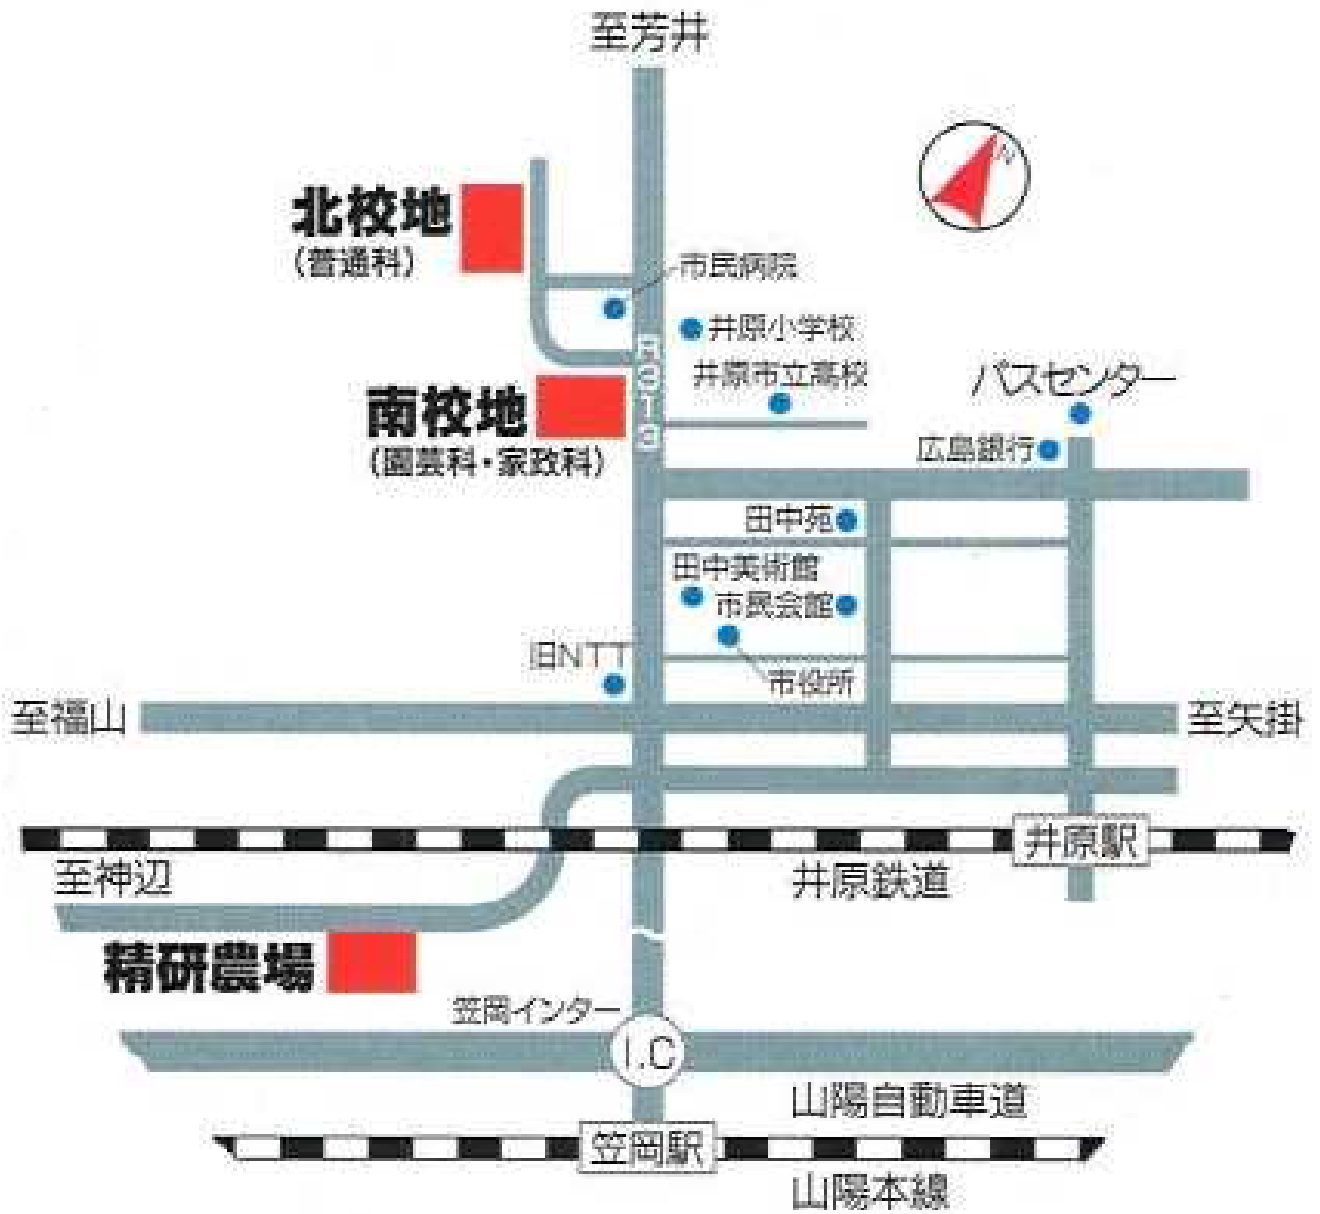 至芳井
N
北校地
(普通科)
市民病院
井原小学校
井原市立高校
バスセンター
南校地
(園芸科・家政科)
R313
広島銀行
田中苑
田中美術館
市民会館
旧NTT
市役所
至福山
至矢掛
井原駅
至神辺
井原鉄道
精研農場
笠岡インター
I.C
山陽自動車道
笠岡駅
山陽本線